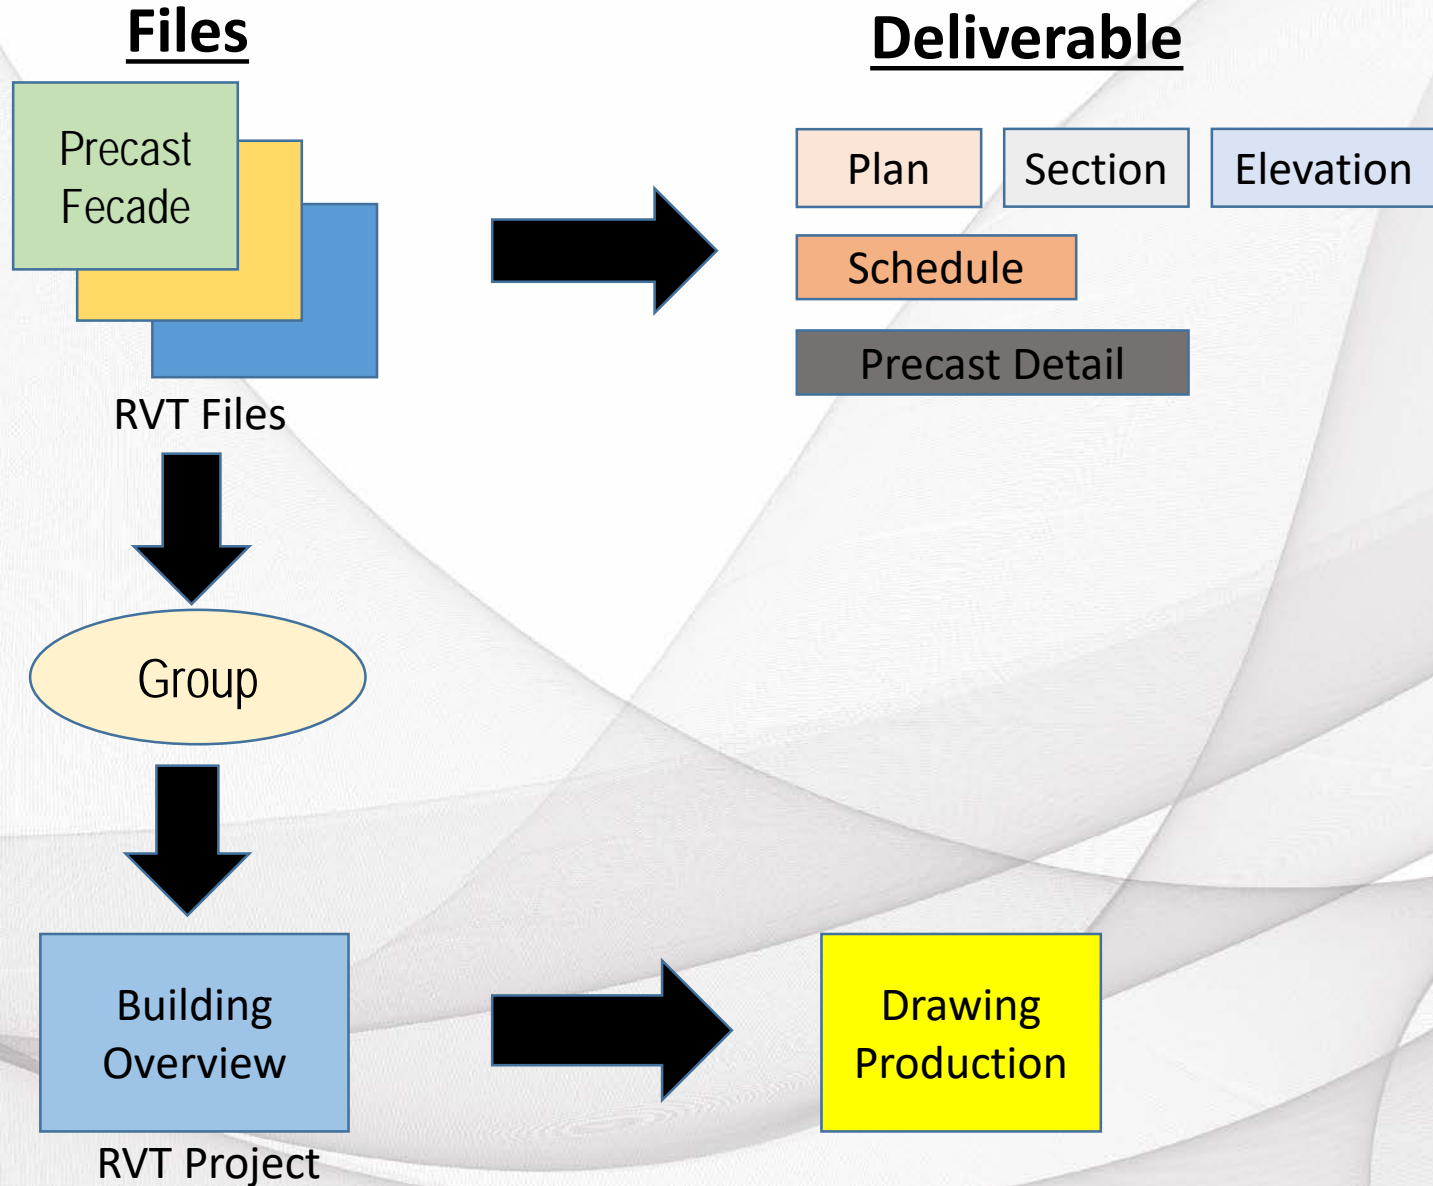 Files
Deliverable
Precast
Fecade
Plan
Section
Elevation
Schedule
Precast Detail
RVT Files
Group
Building
Overview
Drawing
Production
RVT Project